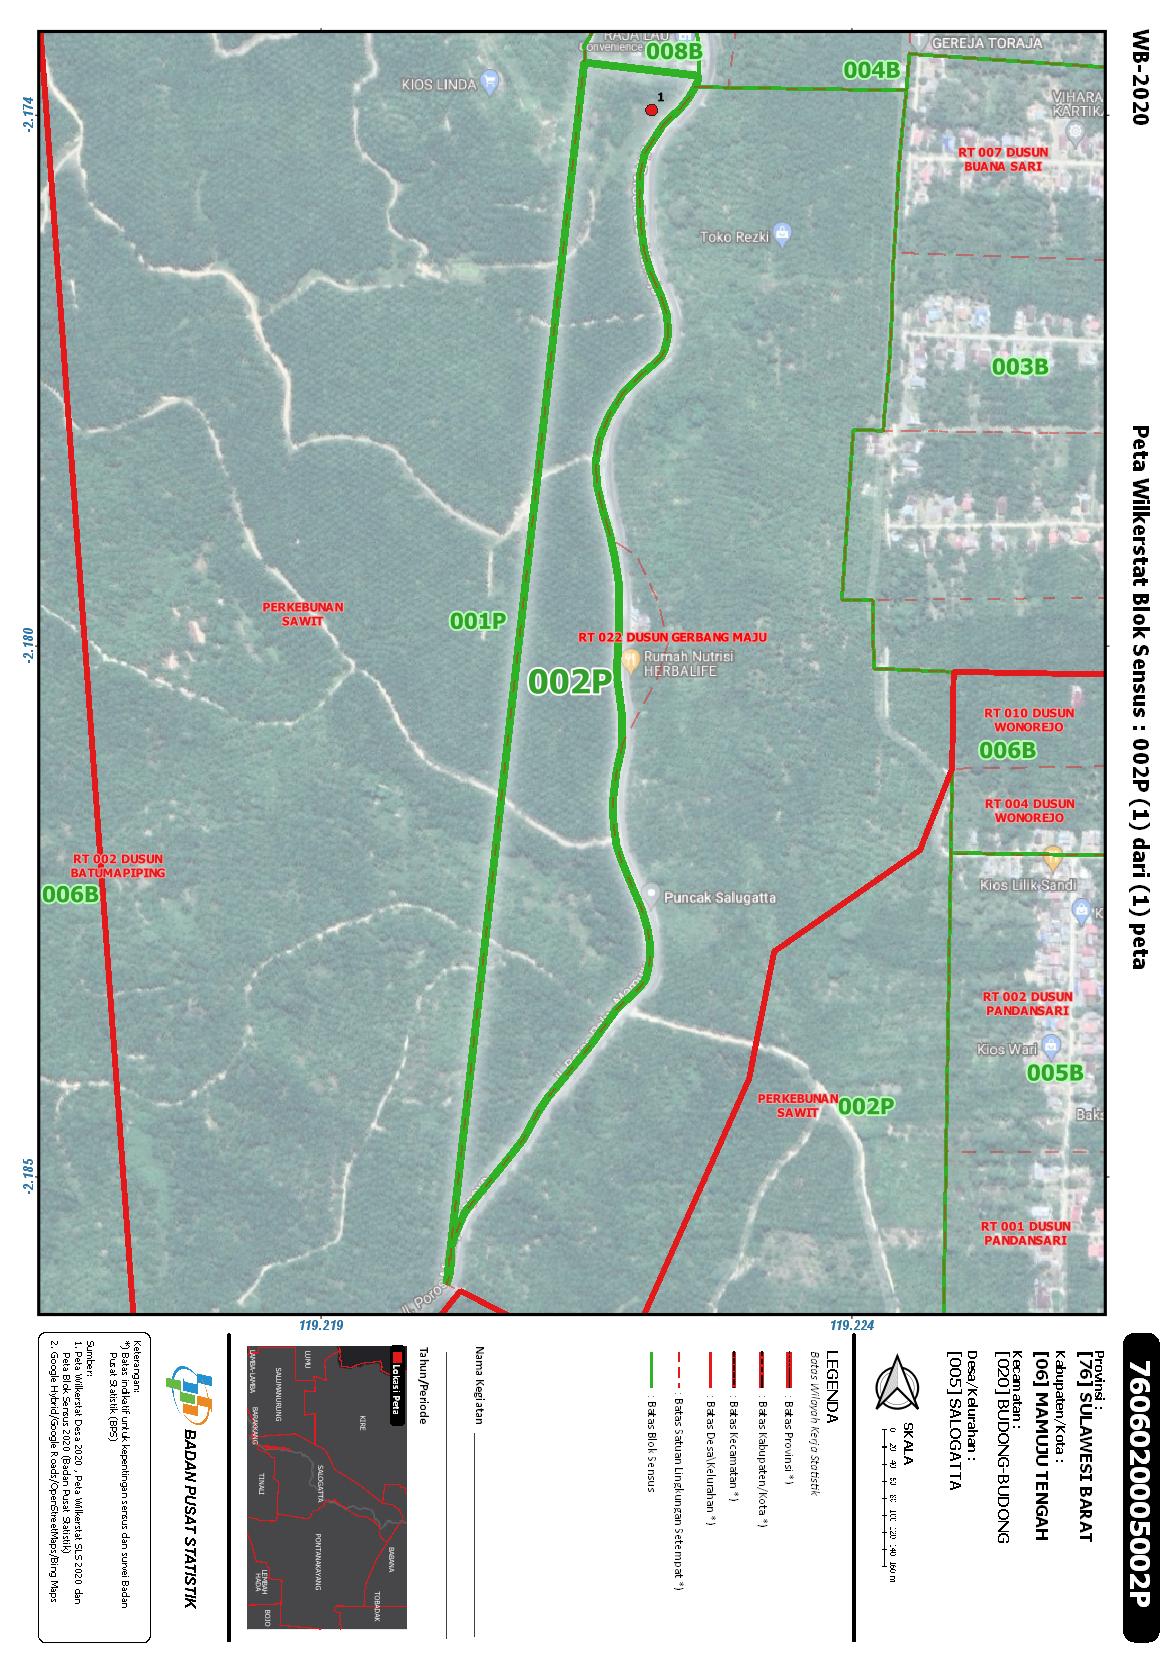 WB-2020
Peta Wilkerstat Blok Sensus : 002P (1) dari (1) peta
7606020005002P
RAJA LAU
Convenience
008B
GEREJA TORAJA
004B
KIOS LINDA
1
VIHARA
KARTIKA
RT 007 DUSUN
BUANA SARI
Toko Rezki
003B
PERKEBUNAN
SAWIT
001P
RT 022 DUSUN GERBANG MAJU
Rumah Nutrisi
HERBALIFE
002P
RT 010 DUSUN
WONOREJO
006B
RT 004 DUSUN
WONOREJO
RT 002 DUSUN
BATUMAPIPING
006B
Kios Lilik Sandi
Puncak Salugatta
RT 002 DUSUN
PANDANSARI
Kios Wari
005B
PERKEBUNAN
SAWIT
002P
RT 001 DUSUN
PANDANSARI
Jl. Poros
-2.174
-2.180
-2.185
119.219
119.224
Provinsi :
[76] SULAWESI BARAT
Kabupaten/Kota :
[06] MAMUJU TENGAH
Kecamatan :
[020] BUDONG-BUDONG
Desa/Kelurahan :
[005] SALOGATTA
SKALA
0 20 40 60 80 100 120 140 160 m
LEGENDA
Batas Wilayah Kerja Statistik
: Batas Provinsi *)
: Batas Kabupaten/Kota *)
: Batas Kecamatan *)
: Batas Desa\Kelurahan *)
: Batas Satuan Lingkungan Setempat *)
: Batas Blok Sensus
Nama Kegiatan
Tahun/Periode
Lokasi Peta
LUMU
KIRE
SALUMANURUNG
LAMBA-LAMBA
BARAKKANG
SALOGATTA
TINALI
BABANA
PONTANAKAYANG
LEMBAH
HADA
TOBADAK
BOJO
BADAN PUSAT STATISTIK
Keterangan:
*) Batas indikatif untuk kepentingan sensus dan survei Badan
Pusat Statistik (BPS)
Sumber:
1. Peta Wilkerstat Desa 2020 , Peta Wilkerstat SLS 2020 dan
Peta Blok Sensus 2020 (Badan Pusat Statistik)
2. Google Hybrid/Google Roads/OpenStreetMaps/Bing Maps